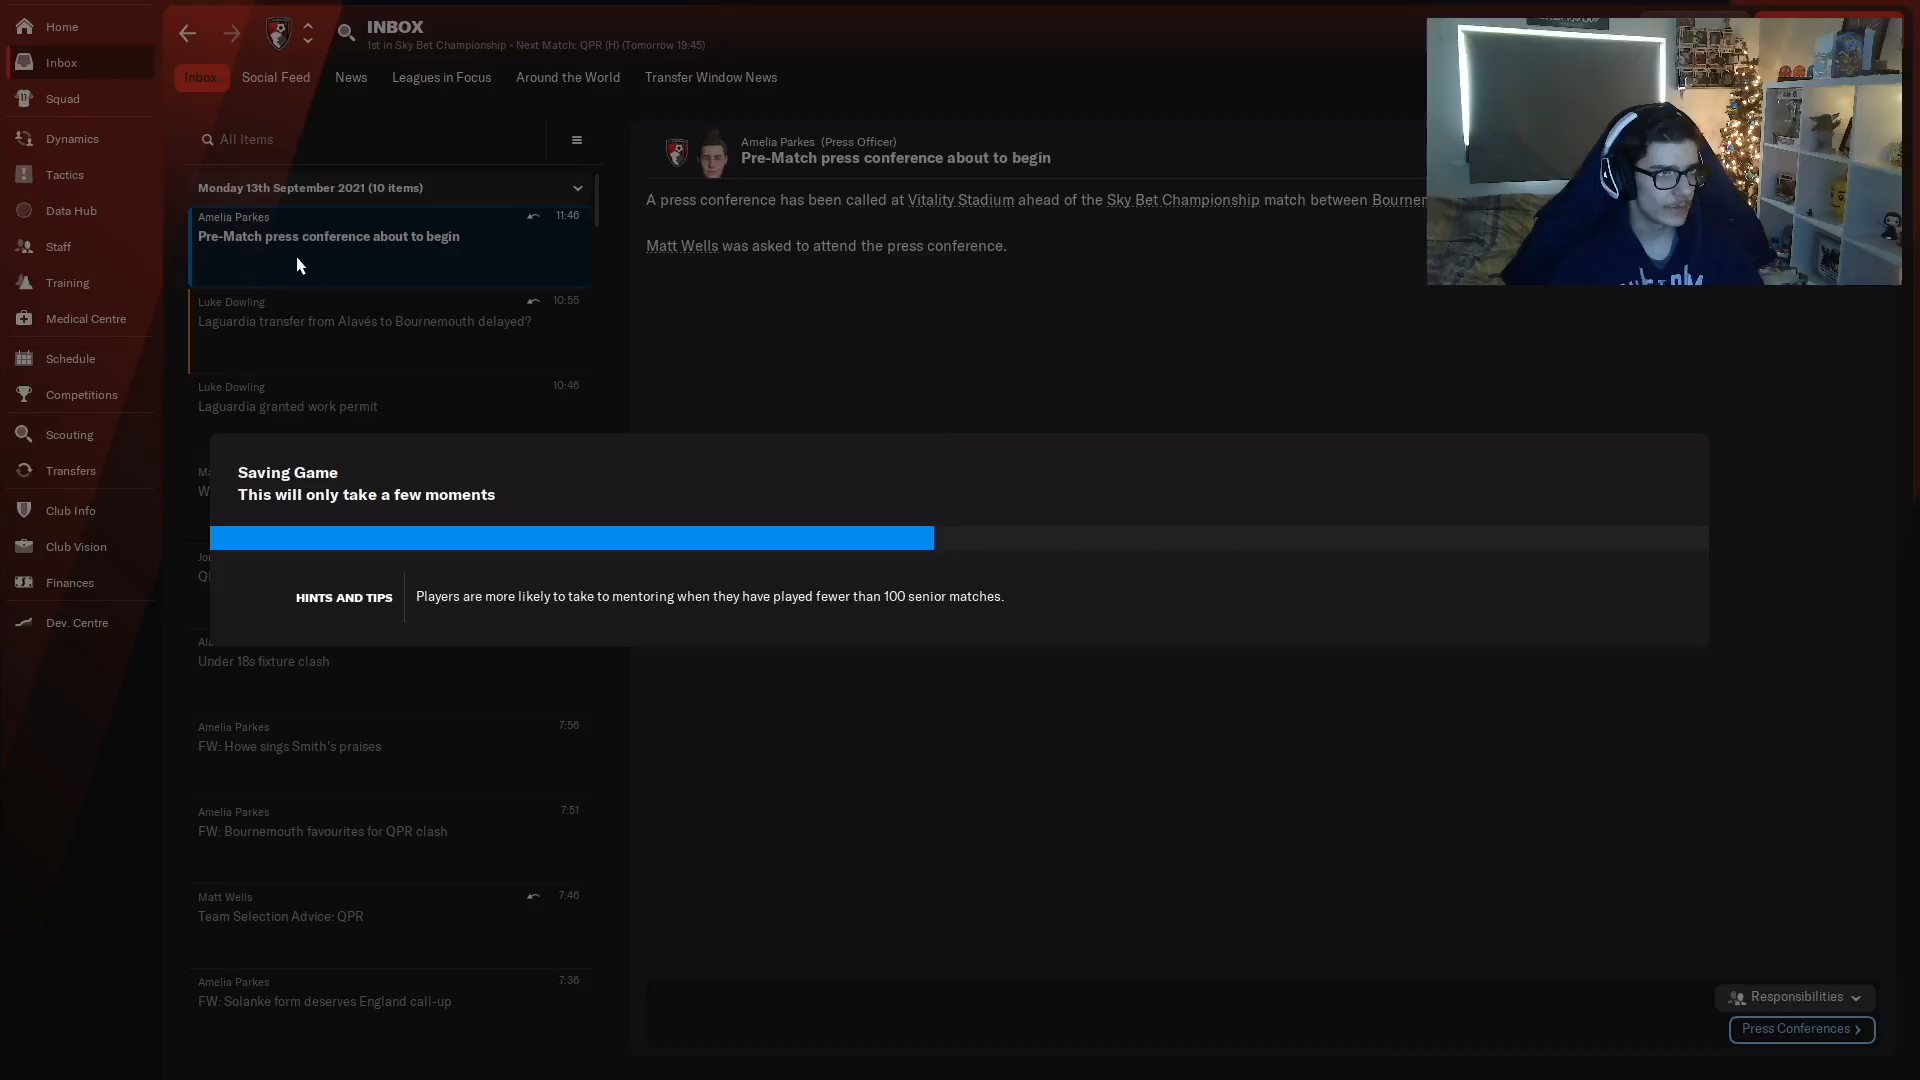 Home
Inbox
Squad
Dynamics
Tactics
Data Hub
Staff
Training
Medical Centre
Schedule
Competitions
Scouting
Transfers
Club Info
Club Vision
Finances
Dev. Centre
INBOX
1st in Sky Bet Championship - Next Match: QPR (H) (Tomorrow 19:45)
Inbox Social Feed News Leagues in Focus Around the World Transfer Window News
All Items
Monday 13th September 2021 (10 items)
Amelia Parkes 11:46
Pre-Match press conference about to begin
Luke Dowling 10:55
Laguardia transfer from Alavés to Bournemouth delayed?
Luke Dowling 10:46
Laguardia granted work permit
Under 18s fixture clash
Amelia Parkes 7:56
FW: Howe sings Smith's praises
Amelia Parkes 7:51
FW: Bournemouth favourites for QPR clash
Matt Wells 7:46
Team Selection Advice: QPR
Amelia Parkes 7:36
FW: Solanke form deserves England call-up
Amelia Parkes (Press Officer)
Pre-Match press conference about to begin
A press conference has been called at Vitality Stadium ahead of the Sky Bet Championship match between
Matt Wells was asked to attend the press conference.
Saving Game
This will only take a few moments
HINTS AND TIPS
Players are more likely to take to mentoring when they have played fewer than 100 senior matches.
Responsibilities
Press Conferences